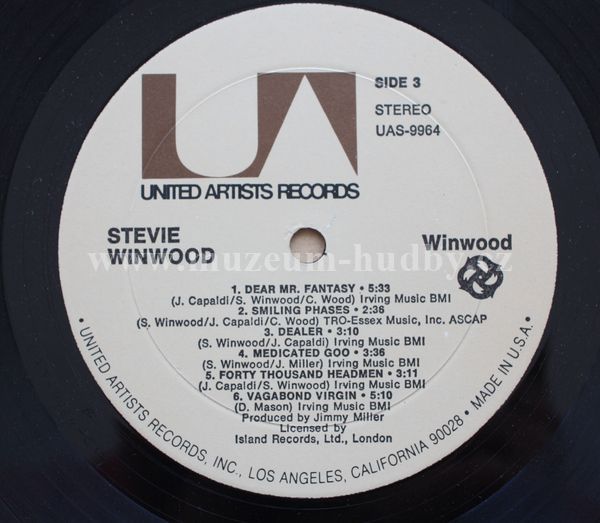 UA
SIDE 3
STEREO
UAS-9964
UNITED ARTISTS RECORDS
STEVIE
WINWOOD
Winwood
www.muzeum-hudby.cz
1. DEAR MR. FANTASY • 5:33
(J. Capaldi/S. Winwood/C. Wood) Irving Music BMI
2. SMILING PHASES • 2:36
(S. Winwood/J. Capaldi/C. Wood) TRO-Essex Music, Inc. ASCAP
3. DEALER • 3:10
(S. Winwood/J. Capaldi) Irving Music BMI
4. MEDICATED GOO • 3:36
(S. Winwood/J. Miller) Irving Music BMI
5. FORTY THOUSAND HEADMEN • 3:11
(J. Capaldi/S. Winwood) Irving Music BMI
6. VAGABOND VIRGIN • 5:10
(D. Mason) Irving Music BMI
Produced by Jimmy Miller
Licensed by
Island Records, Ltd., London
• UNITED ARTISTS RECORDS, INC., LOS ANGELES, CALIFORNIA 90028 • MADE IN U.S.A. •